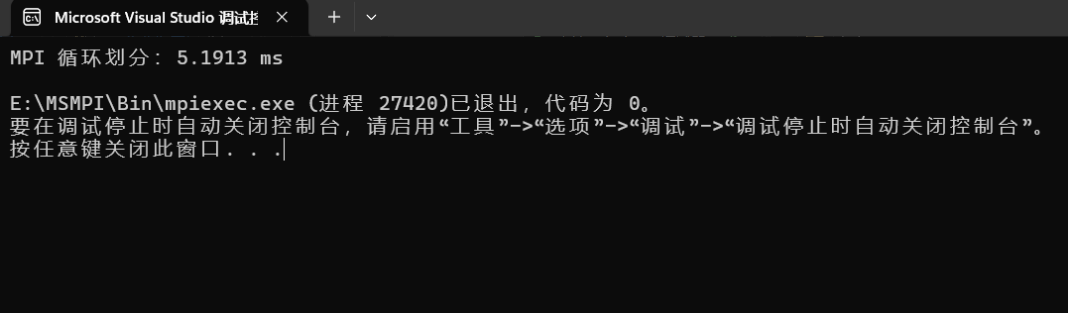 Microsoft Visual Studio 调试控
MPI 循环划分: 5.1913 ms
E:\MSMPI\Bin\mpiexec.exe (进程 27420)已退出，代码为 0。
要在调试停止时自动关闭控制台，请启用“工具”->“选项”->“调试”->“调试停止时自动关闭控制台”。
按任意键关闭此窗口. . .